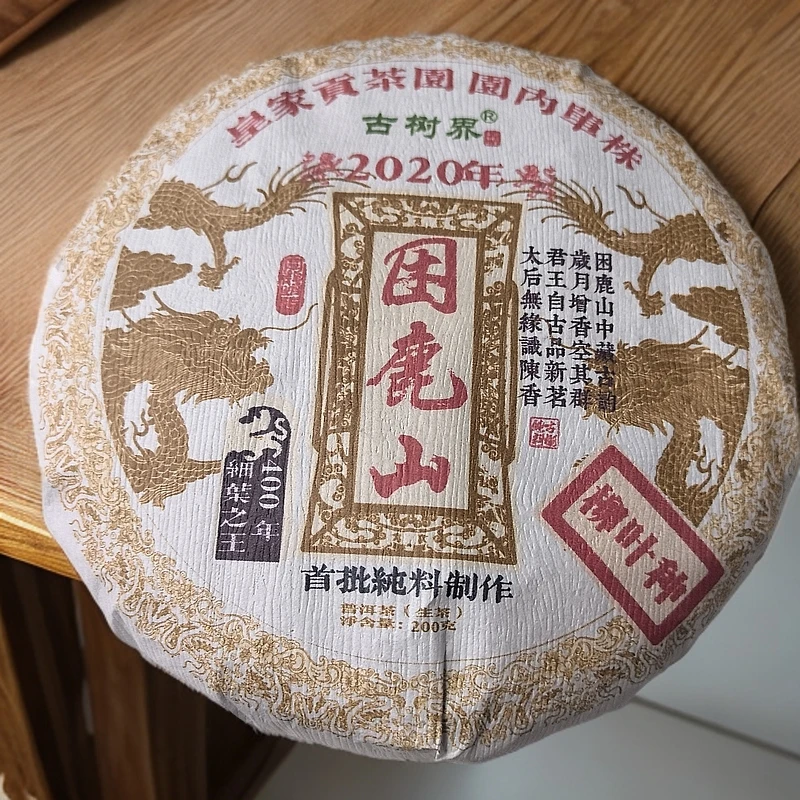 皇家貢茶園 園內單株
古树界®
2020年
困鹿山
困鹿山中藏古韵
歲月增香空其群
君王自古品新茗
太后無緣識陳香
400年
細葉之王
柳叶种
首批純料制作
普洱茶（生茶）
淨含量：200克